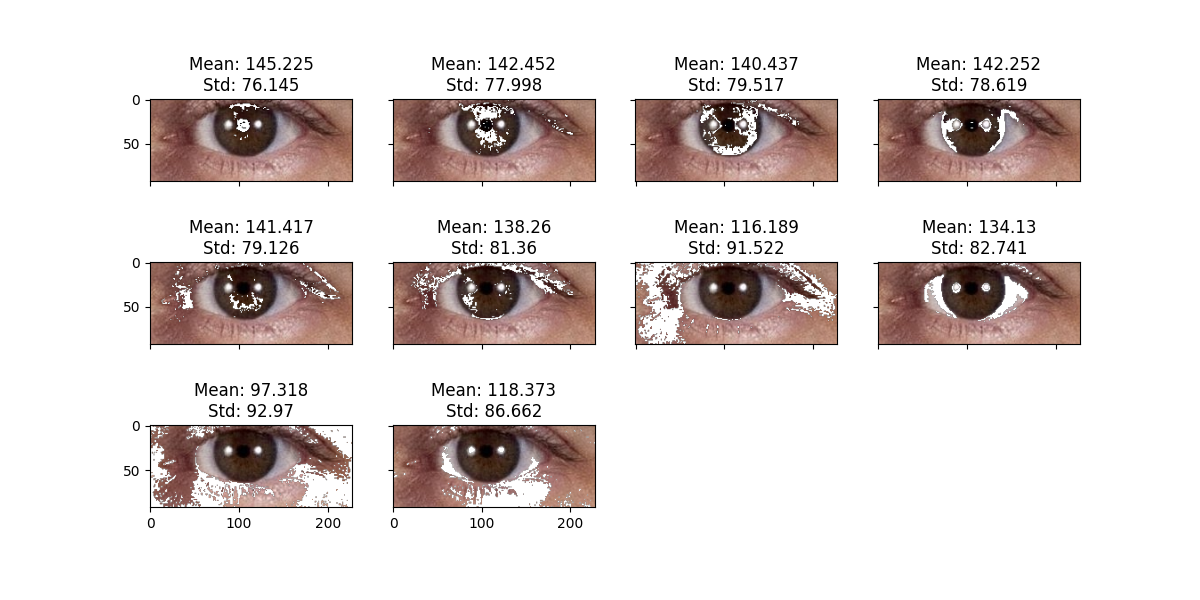 Mean: 145.225
Std: 76.145
Mean: 142.452
Std: 77.998
Mean: 140.437
Std: 79.517
Mean: 142.252
Std: 78.619
0
50
Mean: 141.417
Std: 79.126
Mean: 138.26
Std: 81.36
Mean: 116.189
Std: 91.522
Mean: 134.13
Std: 82.741
0
50
Mean: 97.318
Std: 92.97
Mean: 118.373
Std: 86.662
0
50
0 100 200 0 100 200